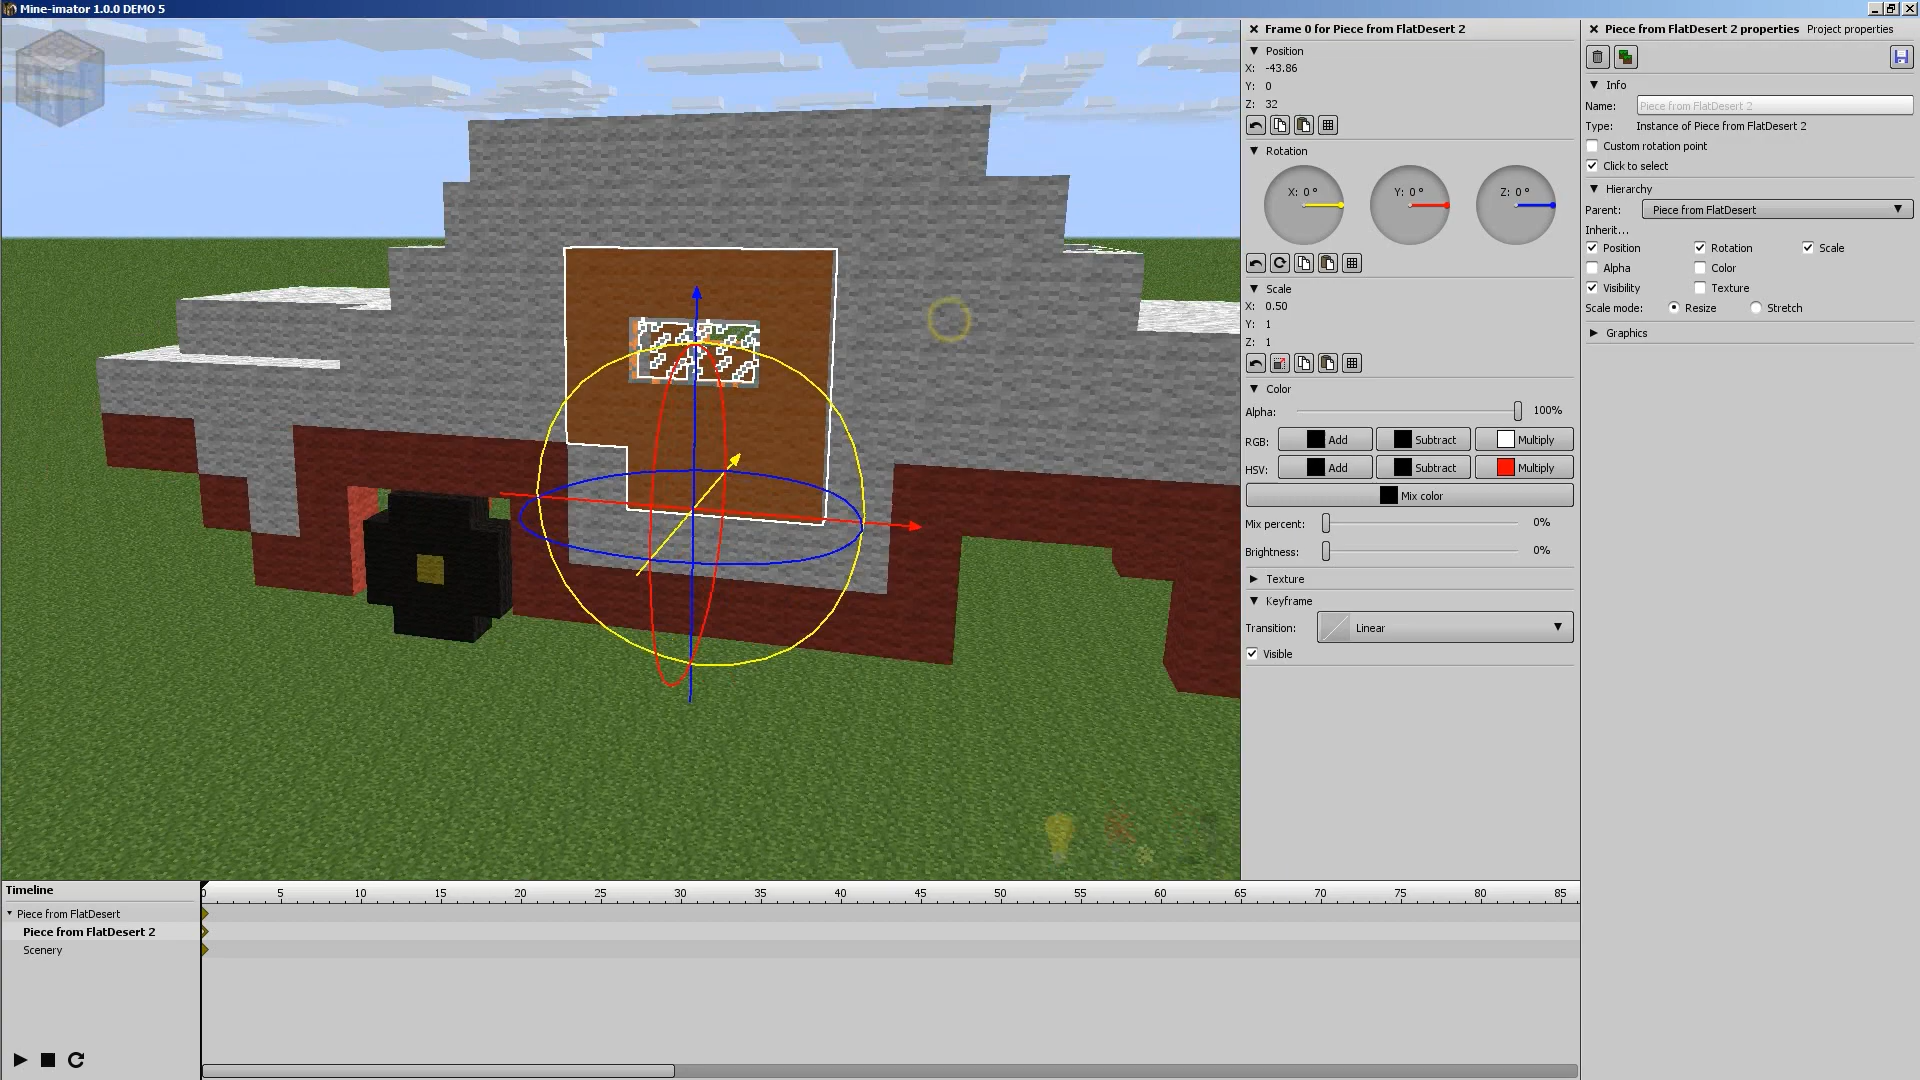 Mine-imator 1.0.0 DEMO 5
Frame 0 for Piece from FlatDesert 2
Position
X: -43.86
Y: 0
Z: 32
Rotation
X: 0 ° Y: 0 ° Z: 0 °
Scale
X: 0.50
Y: 1
Z: 1
Color
Alpha: 100%
RGB: Add Subtract Multiply
HSV: Add Subtract Multiply
Mix color
Mix percent: 0%
Brightness: 0%
Texture
Keyframe
Transition: Linear
Visible
Piece from FlatDesert 2 properties Project properties
Info
Name: Piece from FlatDesert 2
Type: Instance of Piece from FlatDesert 2
Custom rotation point
Click to select
Hierarchy
Parent: Piece from FlatDesert
Inherit...
Position Rotation Scale
Alpha Color
Visibility Texture
Scale mode: Resize Stretch
Graphics
Timeline
0 5 10 15 20 25 30 35 40 45 50 55 60 65 70 75 80 85
Piece from FlatDesert
Piece from FlatDesert 2
Scenery